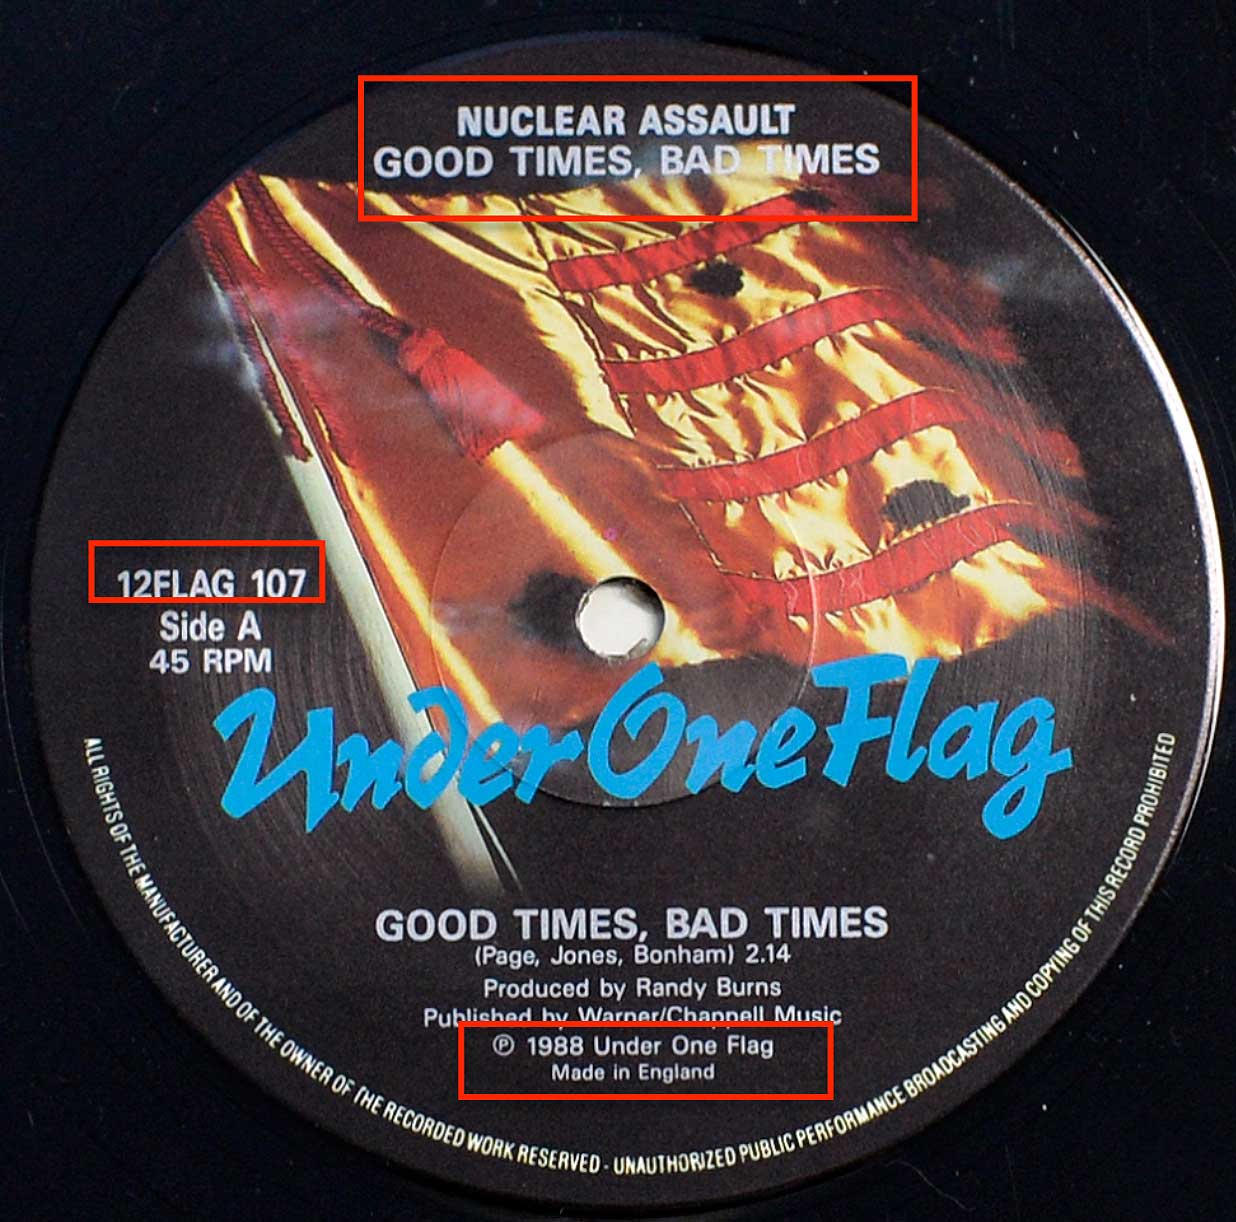 NUCLEAR ASSAULT
GOOD TIMES, BAD TIMES
12FLAG 107
Side A
45 RPM
Under One Flag
GOOD TIMES, BAD TIMES
(Page, Jones, Bonham) 2.14
Produced by Randy Burns
Published by Warner/Chappell Music
℗ 1988 Under One Flag
Made in England
ALL RIGHTS OF THE MANUFACTURER AND OF THE OWNER OF THE RECORDED WORK RESERVED - UNAUTHORIZED PUBLIC PERFORMANCE BROADCASTING AND COPYING OF THIS RECORD PROHIBITED